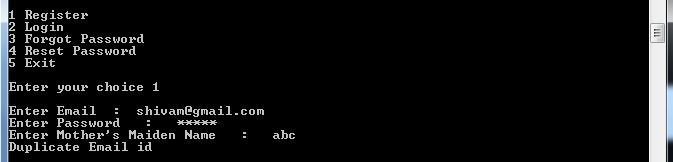 1 Register
2 Login
3 Forgot Password
4 Reset Password
5 Exit
Enter your choice 1
Enter Email  :  shivam@gmail.com
Enter Password   :   *****
Enter Mother's Maiden Name   :   abc
Duplicate Email id